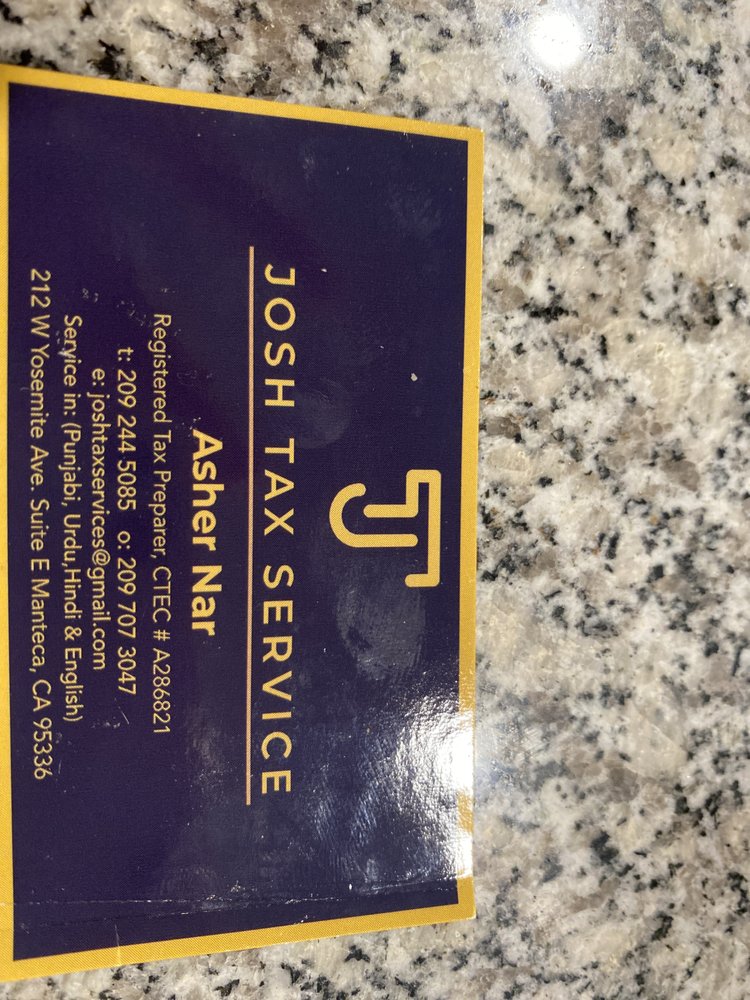 JOSH TAX SERVICE
Asher Nar
Registered Tax Preparer, CTEC # A286821
t: 209 244 5085 o: 209 707 3047
e: joshtaxservices@gmail.com
Service in: (Punjabi, Urdu,Hindi & English)
212 W Yosemite Ave. Suite E Manteca, CA 95336